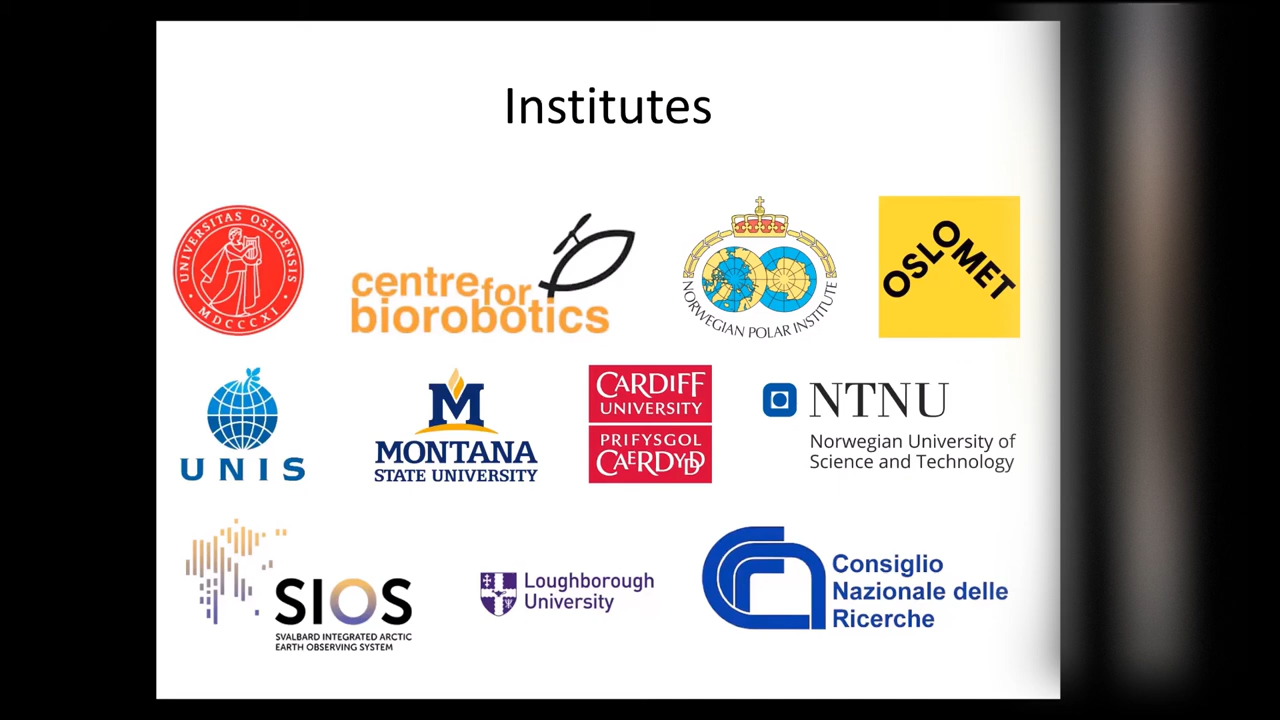 Institutes
UNIVERSITAS OSLOENSIS
MDCCCXI
centre for
biorobotics
NORWEGIAN POLAR INSTITUTE
OSLOMET
UNIS
M
MONTANA
STATE UNIVERSITY
CARDIFF
UNIVERSITY
PRIFYSGOL
CAERDYDD
NTNU
Norwegian University of
Science and Technology
SIOS
SVALBARD INTEGRATED ARCTIC
EARTH OBSERVING SYSTEM
Loughborough
University
Consiglio
Nazionale delle
Ricerche